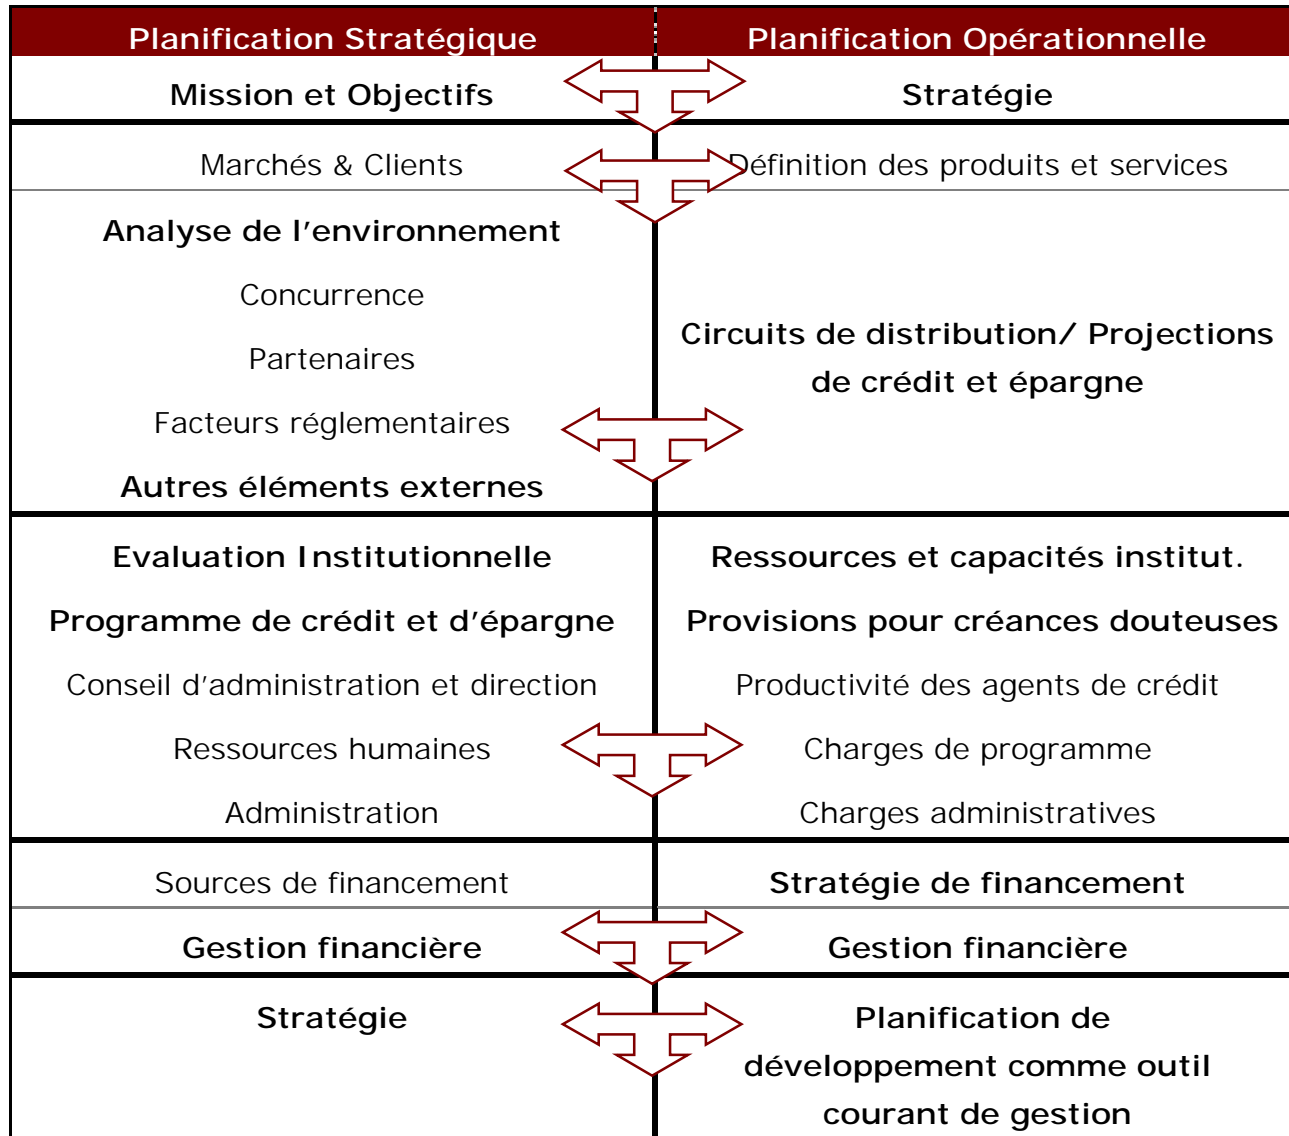 Planification Stratégique
Planification Opérationnelle
Mission et Objectifs
Stratégie
Marchés & Clients
Définition des produits et services
Analyse de l'environnement
Concurrence
Partenaires
Facteurs réglementaires
Autres éléments externes
Circuits de distribution/ Projections
de crédit et épargne
Evaluation Institutionnelle
Ressources et capacités institut.
Programme de crédit et d'épargne
Provisions pour créances douteuses
Conseil d'administration et direction
Productivité des agents de crédit
Ressources humaines
Charges de programme
Administration
Charges administratives
Sources de financement
Stratégie de financement
Gestion financière
Gestion financière
Stratégie
Planification de
développement comme outil
courant de gestion